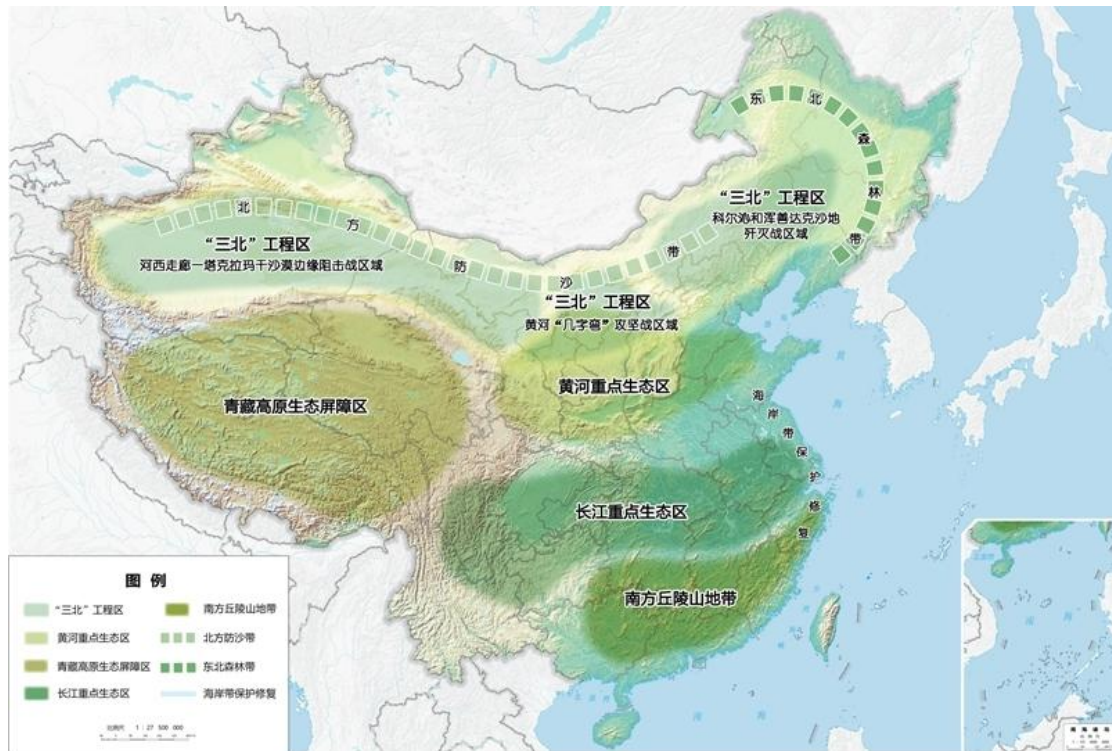 东北森林带
北方防沙带
“三北”工程区
科尔沁和浑善达克沙地
歼灭战区域
“三北”工程区
河西走廊—塔克拉玛干沙漠边缘阻击战区域
“三北”工程区
黄河“几字弯”攻坚战区域
黄河重点生态区
青藏高原生态屏障区
海岸带保护修复
长江重点生态区
南方丘陵山地带
图 例
“三北”工程区
黄河重点生态区
青藏高原生态屏障区
长江重点生态区
南方丘陵山地带
北方防沙带
东北森林带
海岸带保护修复
比例尺 1 : 27 500 000
南海诸岛